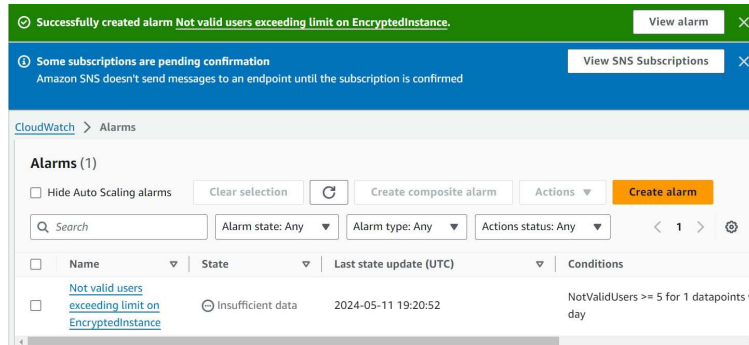 Successfully created alarm Not valid users exceeding limit on EncryptedInstance.
View alarm
Some subscriptions are pending confirmation
View SNS Subscriptions
Amazon SNS doesn't send messages to an endpoint until the subscription is confirmed
CloudWatch > Alarms
Alarms (1)
Hide Auto Scaling alarms
Clear selection
Create composite alarm
Actions
Create alarm
Search
Alarm state: Any
Alarm type: Any
Actions status: Any
< 1 >
Name
State
Last state update (UTC)
Conditions
Not valid users
exceeding limit on
EncryptedInstance
Insufficient data
2024-05-11 19:20:52
NotValidUsers >= 5 for 1 datapoints
day